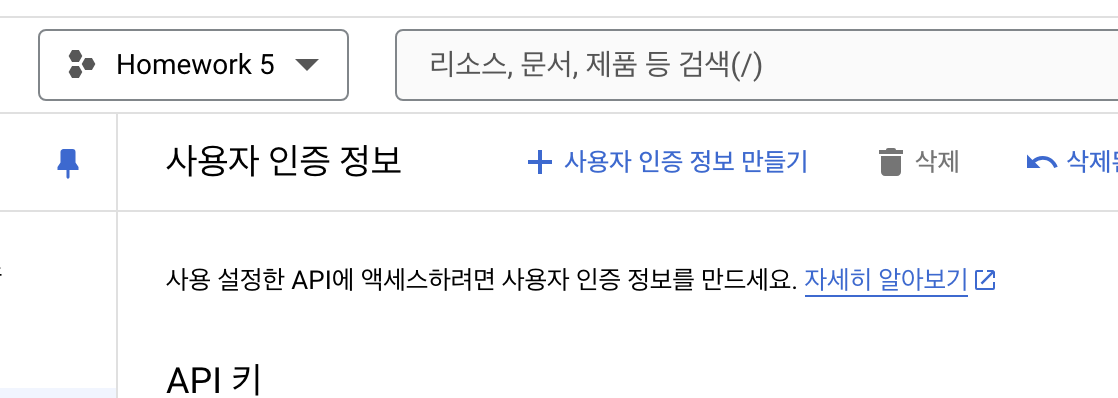 Homework 5
리소스, 문서, 제품 등 검색(/)
사용자 인증 정보
사용자 인증 정보 만들기
삭제
사용 설정한 API에 액세스하려면 사용자 인증 정보를 만드세요. 자세히 알아보기
API 키